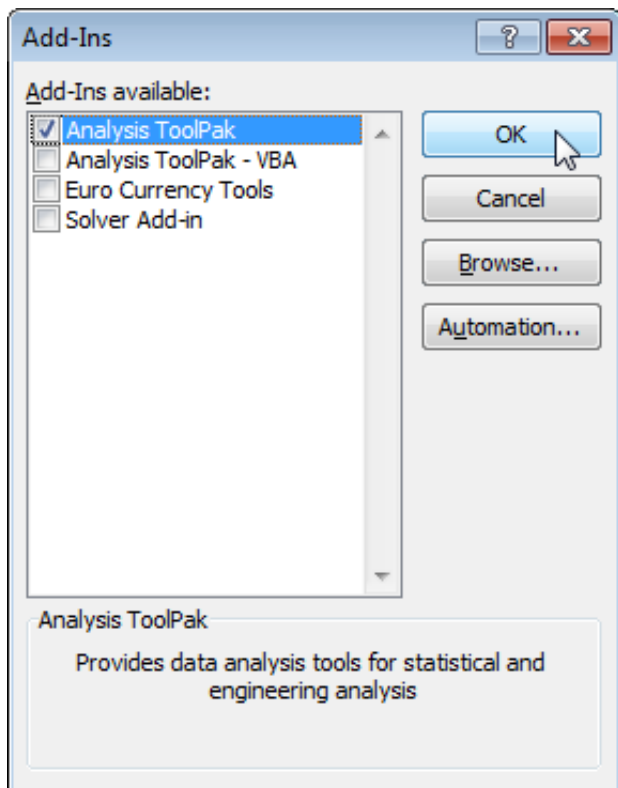 Add-Ins
?
Add-Ins available:
Analysis ToolPak
Analysis ToolPak - VBA
Euro Currency Tools
Solver Add-in
OK
Cancel
Browse...
Automation...
Analysis ToolPak
Provides data analysis tools for statistical and
engineering analysis